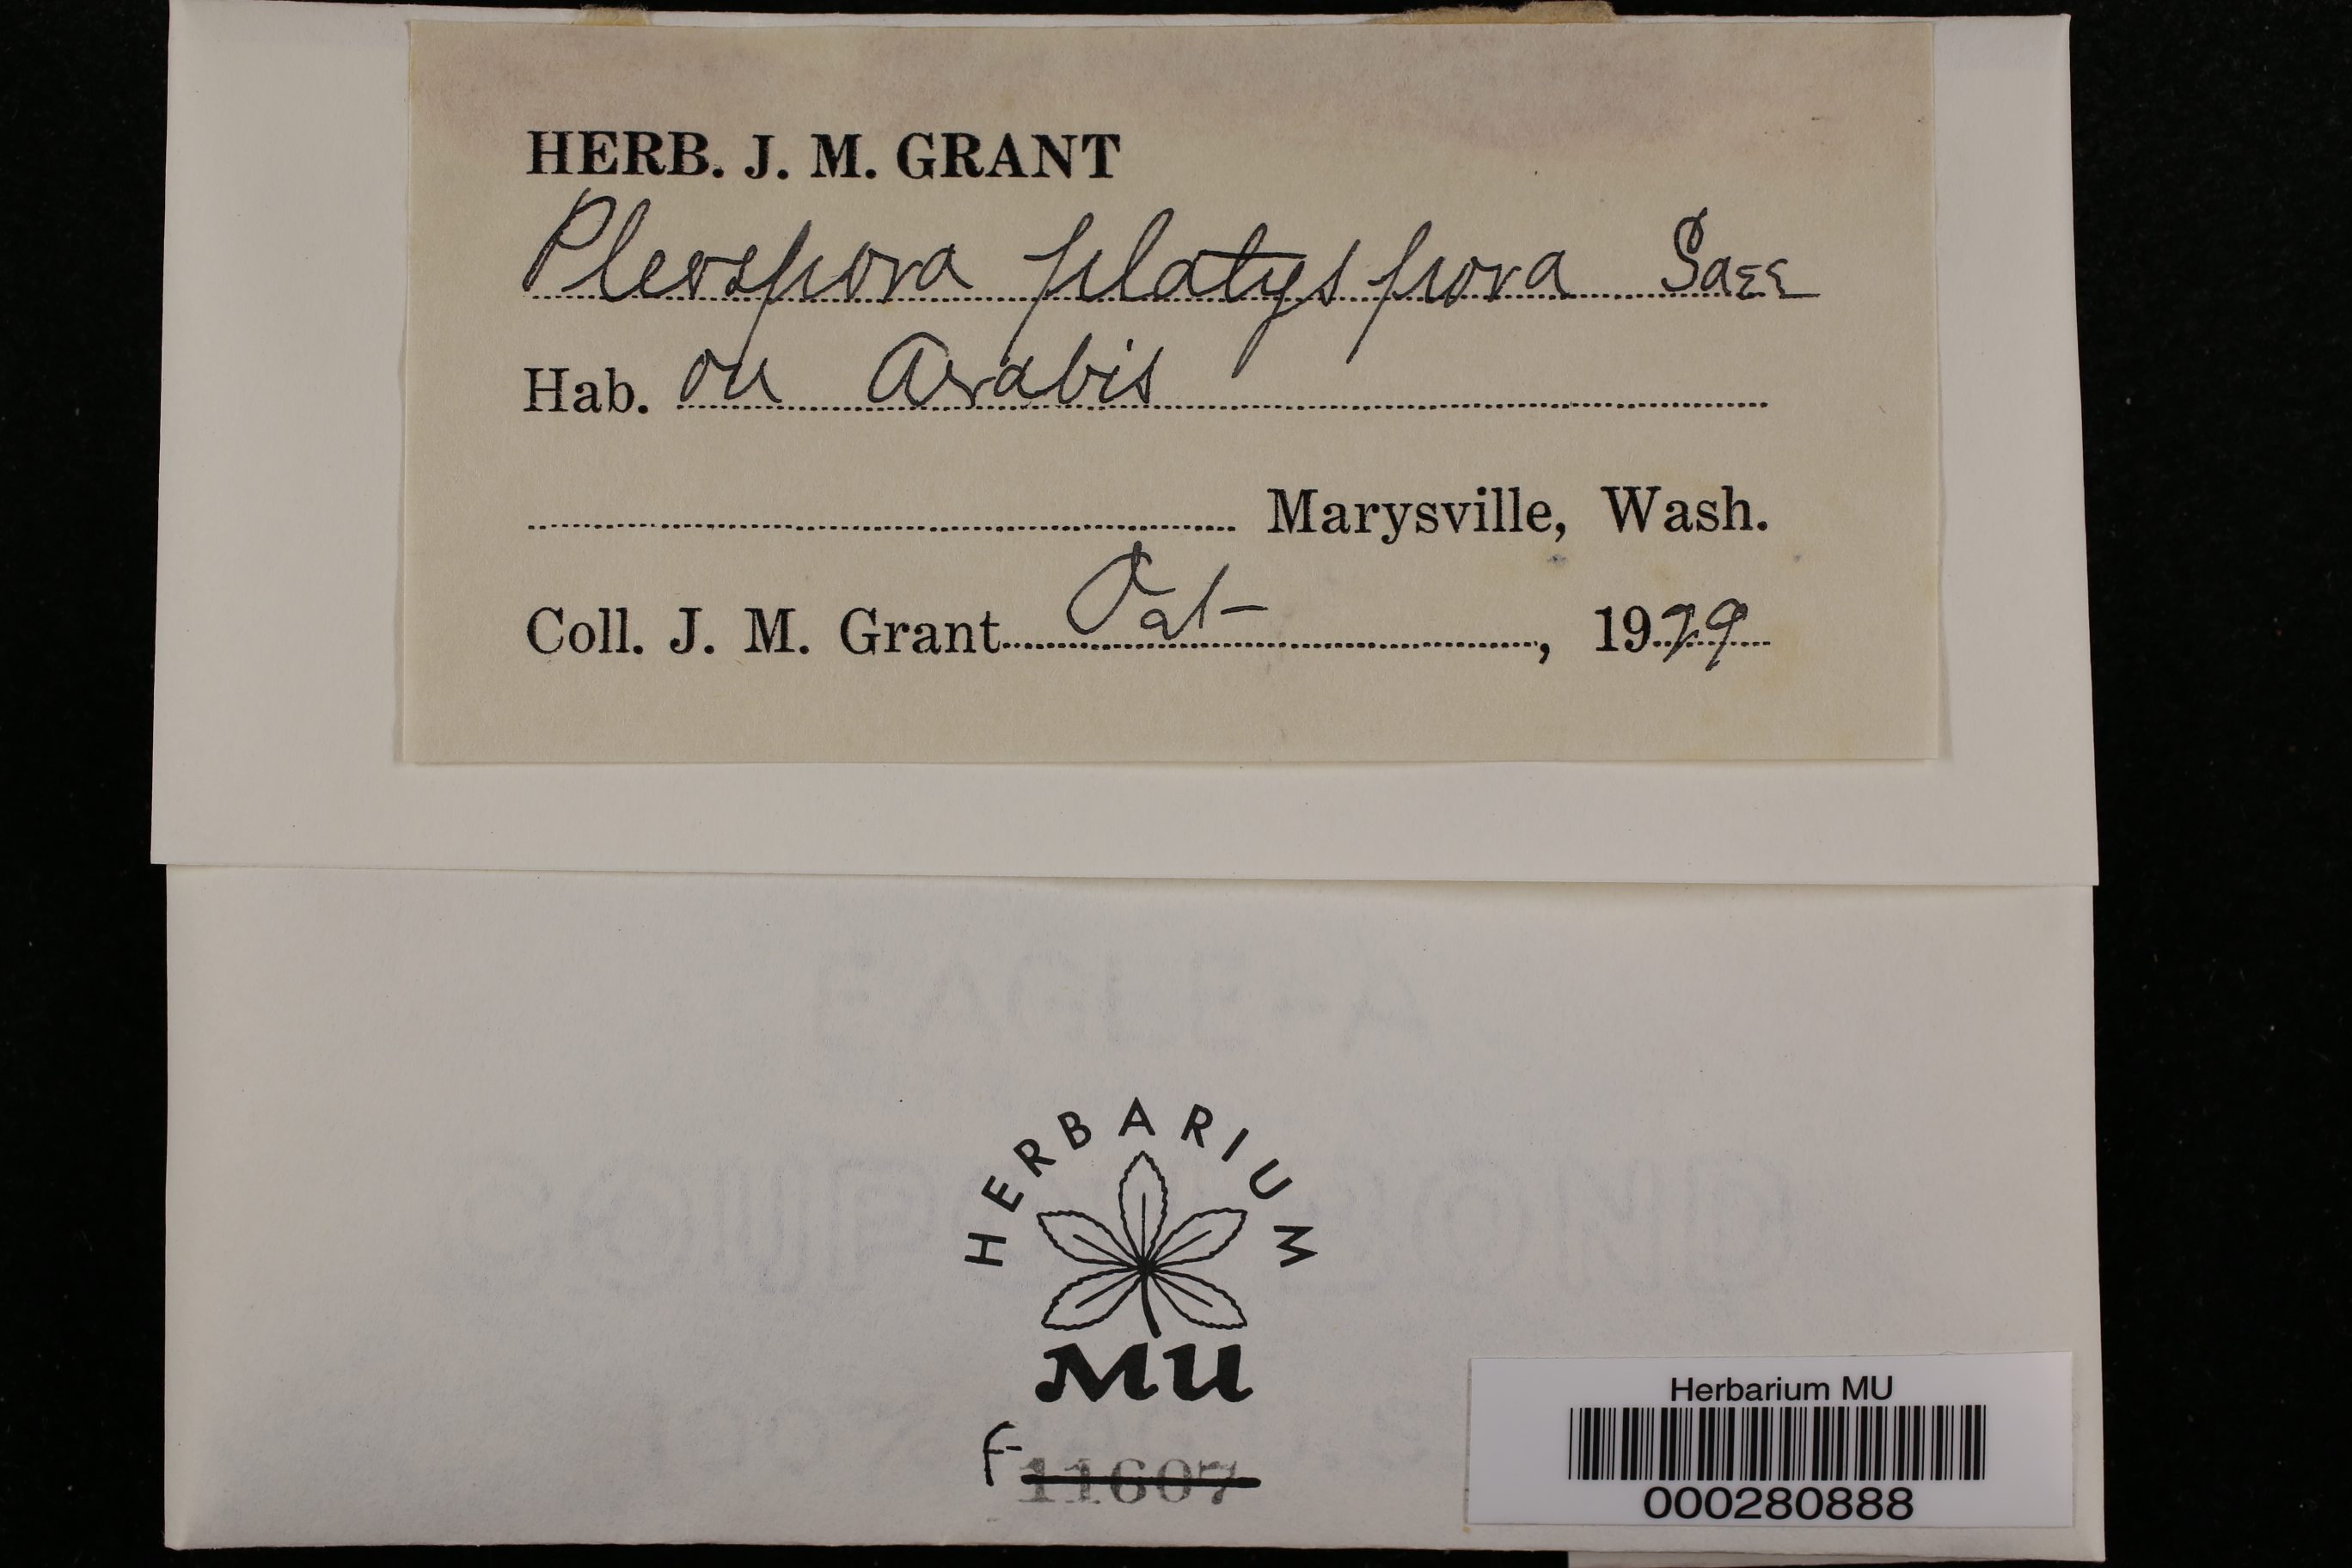 HERB. J. M. GRANT
Pleospora platyspora Sacc
Hab. on Arabis
Marysville, Wash.
Coll. J. M. Grant Oct , 1929
HERBARIUM
MU
F 11607
Herbarium MU
000280888